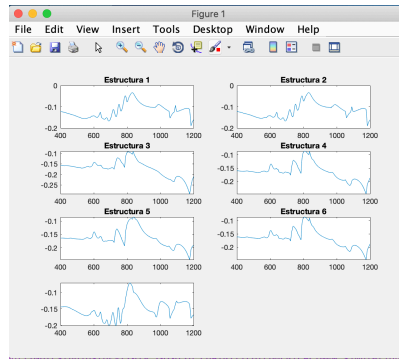 Figure 1
File Edit View Insert Tools Desktop Window Help
Estructura 1
0
-0.1
-0.2
400 600 800 1000 1200
Estructura 2
0
-0.1
-0.2
400 600 800 1000 1200
Estructura 3
-0.1
-0.15
-0.2
-0.25
400 600 800 1000 1200
Estructura 4
-0.1
-0.15
-0.2
400 600 800 1000 1200
Estructura 5
-0.1
-0.15
-0.2
400 600 800 1000 1200
Estructura 6
-0.1
-0.15
-0.2
400 600 800 1000 1200
-0.1
-0.15
-0.2
400 600 800 1000 1200